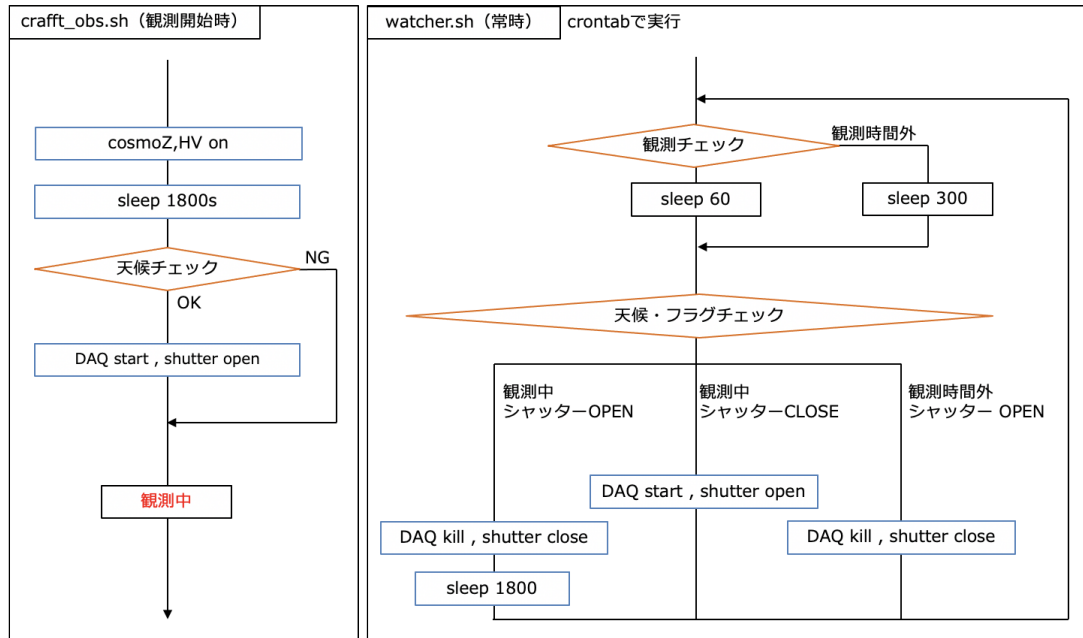 crafft_obs.sh（観測開始時）
cosmoZ,HV on
sleep 1800s
天候チェック
NG
OK
DAQ start , shutter open
観測中
watcher.sh（常時）
crontabで実行
観測チェック
観測時間外
sleep 60
sleep 300
天候・フラグチェック
観測中
シャッターOPEN
観測中
シャッターCLOSE
観測時間外
シャッター OPEN
DAQ start , shutter open
DAQ kill , shutter close
DAQ kill , shutter close
sleep 1800